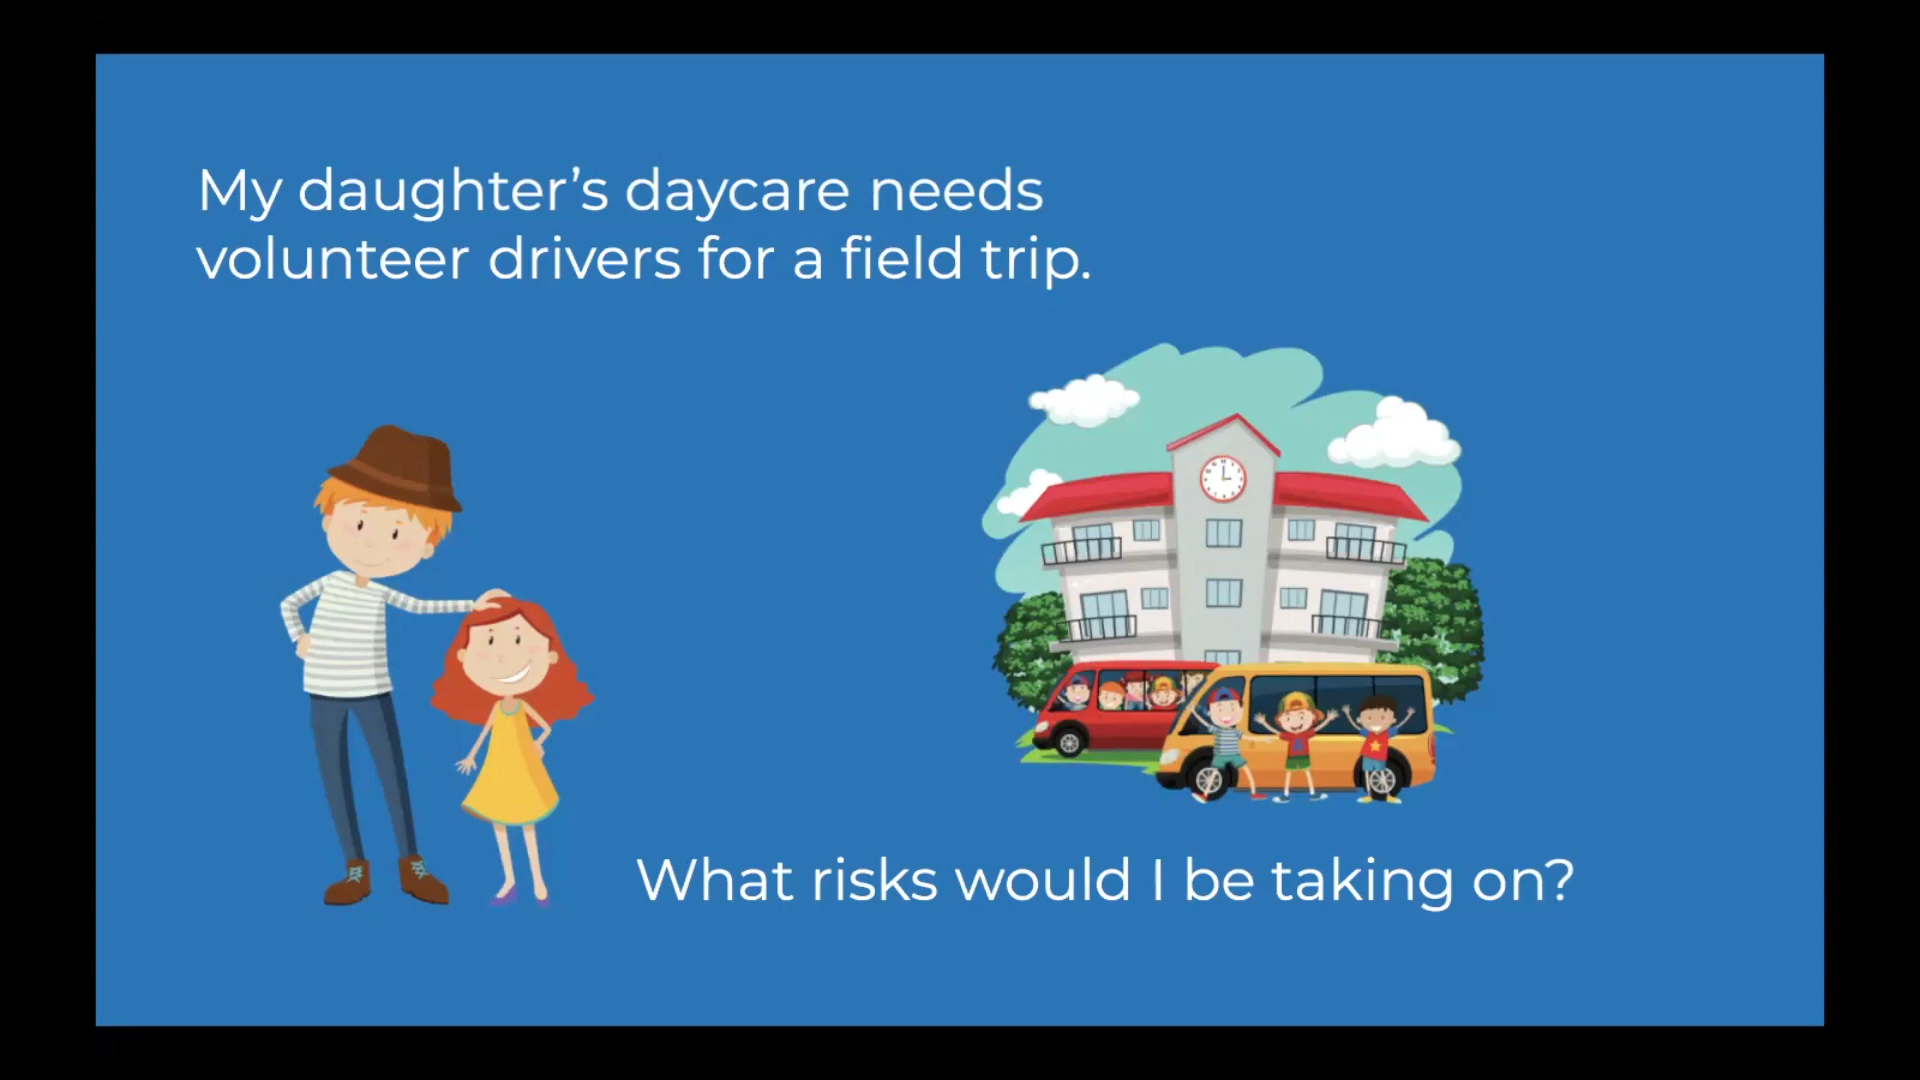 My daughter’s daycare needs
volunteer drivers for a field trip.
What risks would I be taking on?